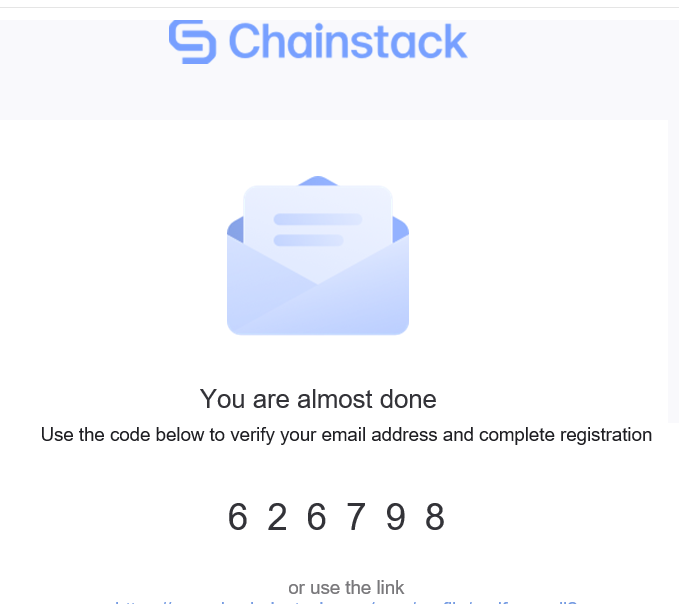 Chainstack
You are almost done
Use the code below to verify your email address and complete registration
6 2 6 7 9 8
or use the link